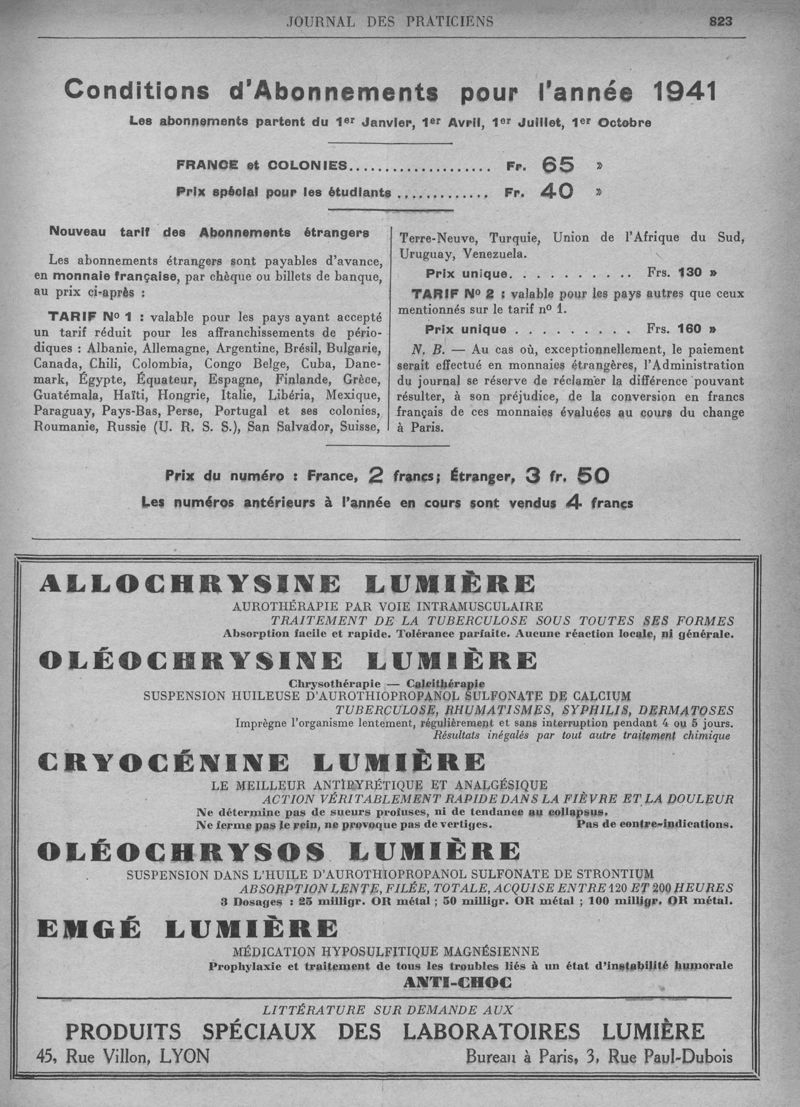 JOURNAL DES PRATICIENS 823
Conditions d'Abonnements pour l'année 1941
Les abonnements partent du 1er Janvier, 1er Avril, 1er Juillet, 1er Octobre
FRANCE et COLONIES.................... Fr. 65 »
Prix spécial pour les étudiants ............. Fr. 40 »
Nouveau tarif des Abonnements étrangers
Les abonnements étrangers sont payables d'avance,
en monnaie française, par chèque ou billets de banque,
au prix ci-après :
TARIF Nº 1 : valable pour les pays ayant accepté
un tarif réduit pour les affranchissements de pério-
diques : Albanie, Allemagne, Argentine, Brésil, Bulgarie,
Canada, Chili, Colombia, Congo Belge, Cuba, Dane-
mark, Égypte, Équateur, Espagne, Finlande, Grèce,
Guatémala, Haïti, Hongrie, Italie, Libéria, Mexique,
Paraguay, Pays-Bas, Perse, Portugal et ses colonies,
Roumanie, Russie (U. R. S. S.), San Salvador, Suisse,
Terre-Neuve, Turquie, Union de l'Afrique du Sud,
Uruguay, Venezuela.
Prix unique. . . . . . . . . . Frs. 130 »
TARIF Nº 2 : valable pour les pays autres que ceux
mentionnés sur le tarif nº 1.
Prix unique . . . . . . . . . Frs. 160 »
N. B. — Au cas où, exceptionnellement, le paiement
serait effectué en monnaies étrangères, l'Administration
du journal se réserve de réclamer la différence pouvant
résulter, à son préjudice, de la conversion en francs
français de ces monnaies évaluées au cours du change
à Paris.
Prix du numéro : France, 2 francs; Étranger, 3 fr. 50
Les numéros antérieurs à l'année en cours sont vendus 4 francs
ALLOCHRYSINE LUMIÈRE
AUROTHÉRAPIE PAR VOIE INTRAMUSCULAIRE
TRAITEMENT DE LA TUBERCULOSE SOUS TOUTES SES FORMES
Absorption facile et rapide. Tolérance parfaite. Aucune réaction locale, ni générale.
OLÉOCHRYSINE LUMIÈRE
Chrysothérapie — Calcithérapie
SUSPENSION HUILEUSE D'AUROTHIOPROPANOL SULFONATE DE CALCIUM
TUBERCULOSE, RHUMATISMES, SYPHILIS, DERMATOSES
Imprègne l'organisme lentement, régulièrement et sans interruption pendant 4 ou 5 jours.
Résultats inégalés par tout autre traitement chimique
CRYOCÉNINE LUMIÈRE
LE MEILLEUR ANTIPYRÉTIQUE ET ANALGÉSIQUE
ACTION VÉRITABLEMENT RAPIDE DANS LA FIÈVRE ET LA DOULEUR
Ne détermine pas de sueurs profuses, ni de tendance au collapsus.
Ne ferme pas le rein, ne provoque pas de vertiges. Pas de contre-indications.
OLÉOCHRYSOS LUMIÈRE
SUSPENSION DANS L'HUILE D'AUROTHIOPROPANOL SULFONATE DE STRONTIUM
ABSORPTION LENTE, FILÉE, TOTALE, ACQUISE ENTRE 120 ET 200 HEURES
3 Dosages : 25 milligr. OR métal ; 50 milligr. OR métal ; 100 milligr. OR métal.
EMGÉ LUMIÈRE
MÉDICATION HYPOSULFITIQUE MAGNÉSIENNE
Prophylaxie et traitement de tous les troubles liés à un état d'instabilité humorale
ANTI-CHOC
LITTÉRATURE SUR DEMANDE AUX
PRODUITS SPÉCIAUX DES LABORATOIRES LUMIÈRE
45, Rue Villon, LYON Bureau à Paris, 3, Rue Paul-Dubois